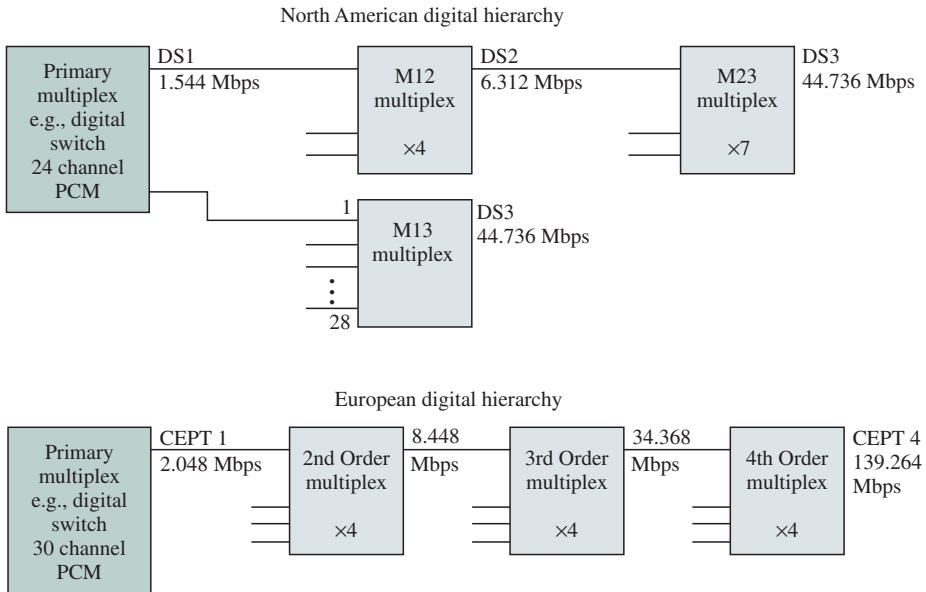 North American digital hierarchy
Primary
multiplex
e.g., digital
switch
24 channel
PCM
DS1
1.544 Mbps
M12
multiplex
×4
DS2
6.312 Mbps
M23
multiplex
×7
DS3
44.736 Mbps
1
28
M13
multiplex
DS3
44.736 Mbps
European digital hierarchy
Primary
multiplex
e.g., digital
switch
30 channel
PCM
CEPT 1
2.048 Mbps
2nd Order
multiplex
×4
8.448
Mbps
3rd Order
multiplex
×4
34.368
Mbps
4th Order
multiplex
×4
CEPT 4
139.264
Mbps